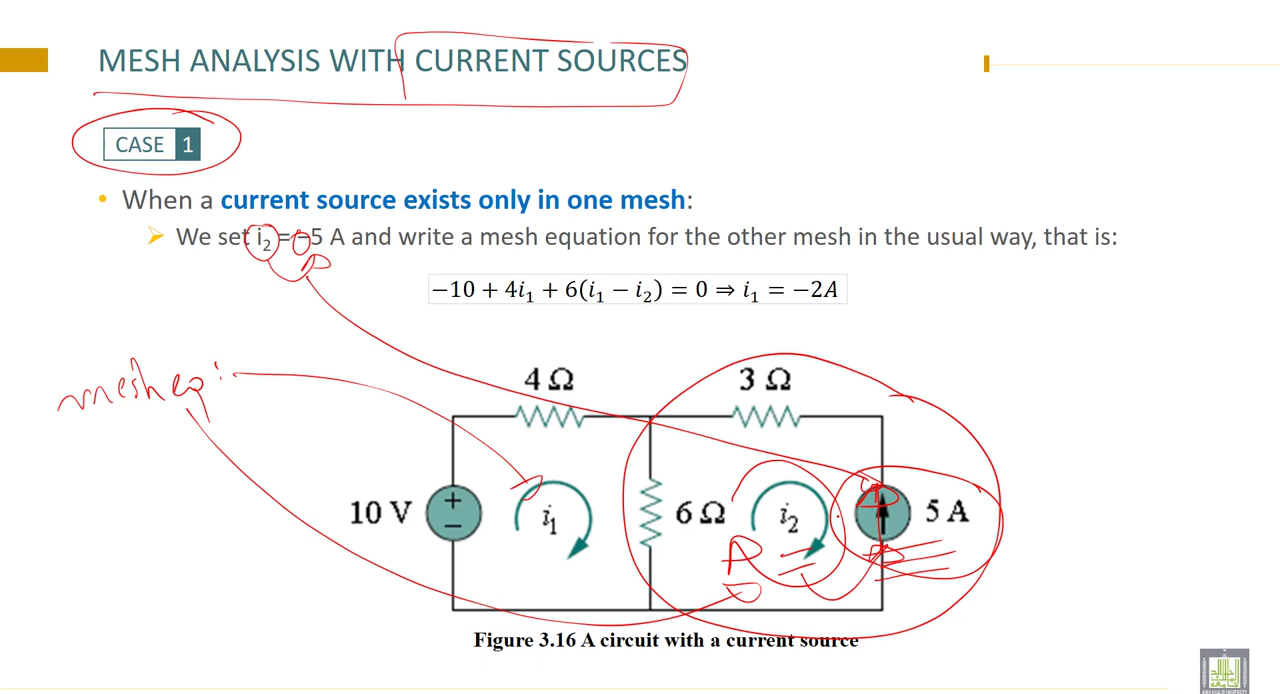 MESH ANALYSIS WITH CURRENT SOURCES
CASE 1
• When a current source exists only in one mesh:
We set i₂ = −5 A and write a mesh equation for the other mesh in the usual way, that is:
−10 + 4i₁ + 6(i₁ − i₂) = 0 ⇒ i₁ = −2A
mesh eq:
4 Ω
3 Ω
10 V
+
−
i₁
6 Ω
i₂
5 A
Figure 3.16 A circuit with a current source